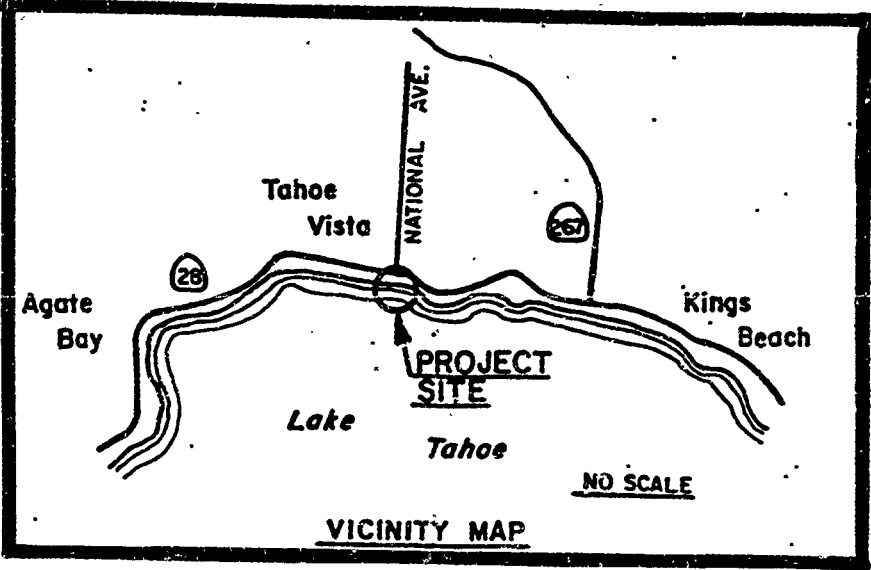 NATIONAL AVE.
Tahoe
Vista
267
28
Agate
Bay
Kings
Beach
PROJECT
SITE
Lake
Tahoe
NO SCALE
VICINITY MAP